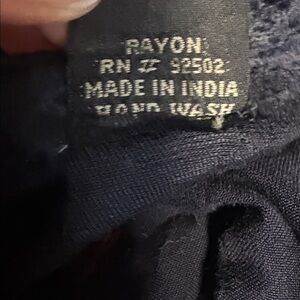 RAYON
RN # 92502
MADE IN INDIA
HAND WASH